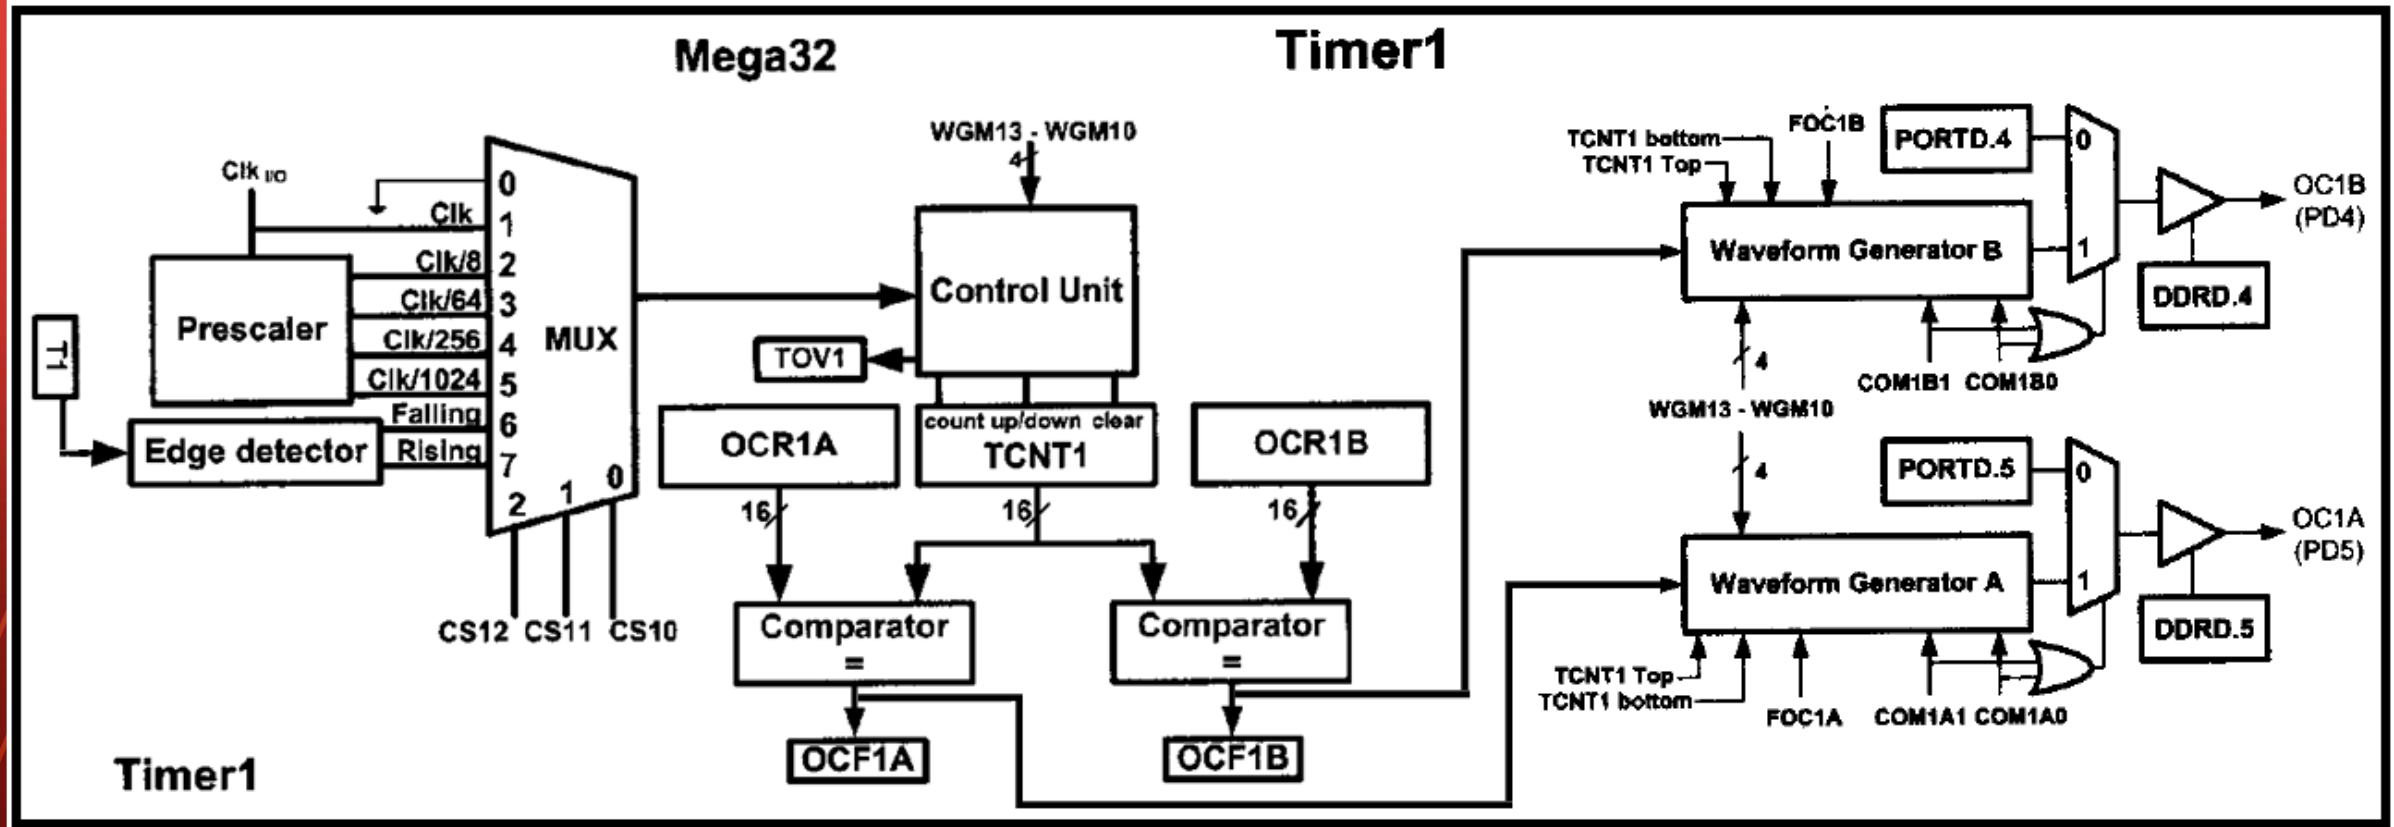 Mega32
Timer1
Clk I/O
Clk
Clk/8
Clk/64
Clk/256
Clk/1024
Falling
Rising
0
1
2
3
4
5
6
7
MUX
2 1 0
CS12 CS11 CS10
Prescaler
T1
Edge detector
WGM13 - WGM10
4
Control Unit
TOV1
count up/down clear
TCNT1
OCR1A
OCR1B
16
16
16
Comparator
=
Comparator
=
OCF1A
OCF1B
Timer1
TCNT1 bottom
TCNT1 Top
FOC1B
PORTD.4
0
1
Waveform Generator B
OC1B
(PD4)
DDRD.4
4
COM1B1 COM1B0
WGM13 - WGM10
4
PORTD.5
0
1
Waveform Generator A
OC1A
(PD5)
DDRD.5
TCNT1 Top
TCNT1 bottom
FOC1A
COM1A1 COM1A0